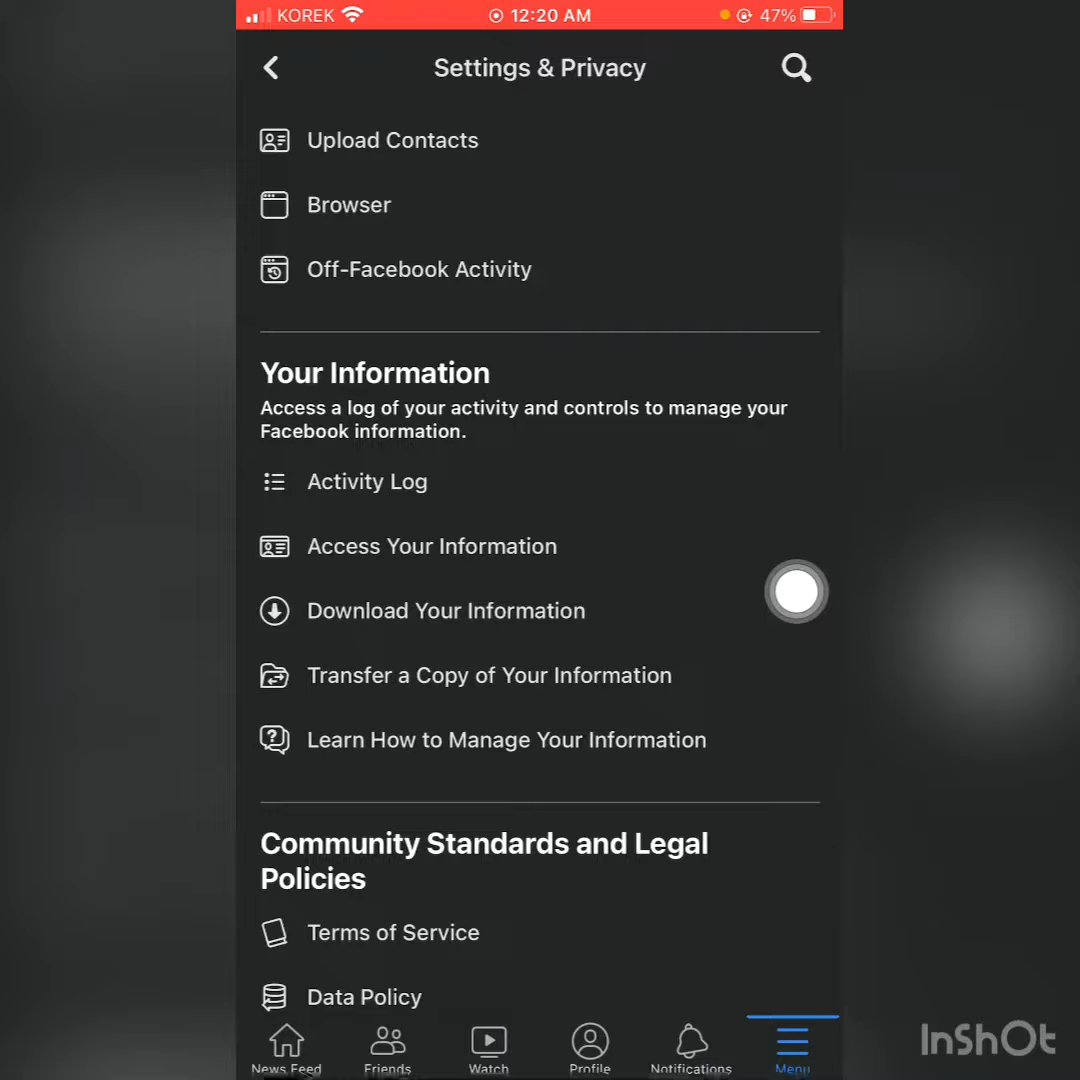 KOREK 12:20 AM 47%
Settings & Privacy
Upload Contacts
Browser
Off-Facebook Activity
Your Information
Access a log of your activity and controls to manage your
Facebook information.
Activity Log
Access Your Information
Download Your Information
Transfer a Copy of Your Information
Learn How to Manage Your Information
Community Standards and Legal
Policies
Terms of Service
Data Policy
News Feed Friends Watch Profile Notifications Menu
InShOt